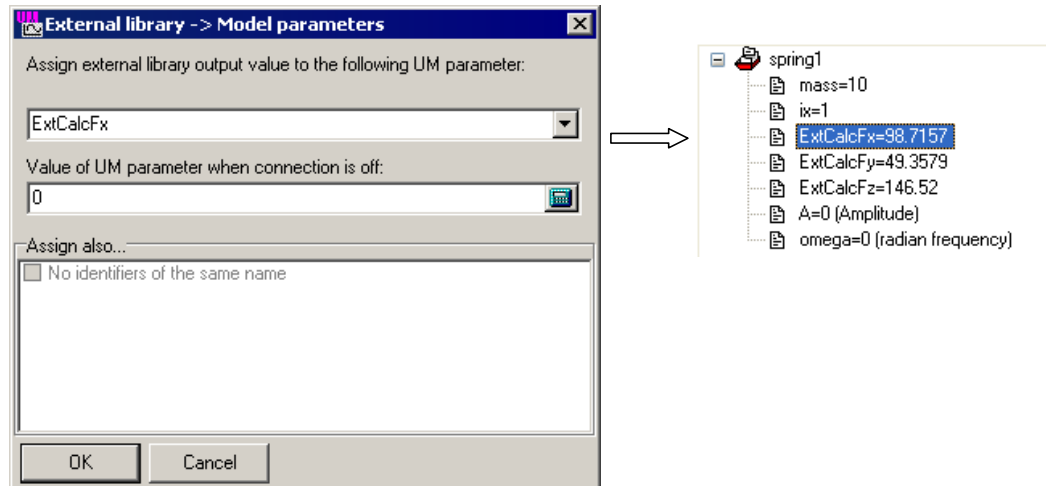 External library -> Model parameters
Assign external library output value to the following UM parameter:
ExtCalcFx
Value of UM parameter when connection is off:
0
Assign also...
No identifiers of the same name
OK Cancel
spring1
mass=10
ix=1
ExtCalcFx=98.7157
ExtCalcFy=49.3579
ExtCalcFz=146.52
A=0 (Amplitude)
omega=0 (radian frequency)